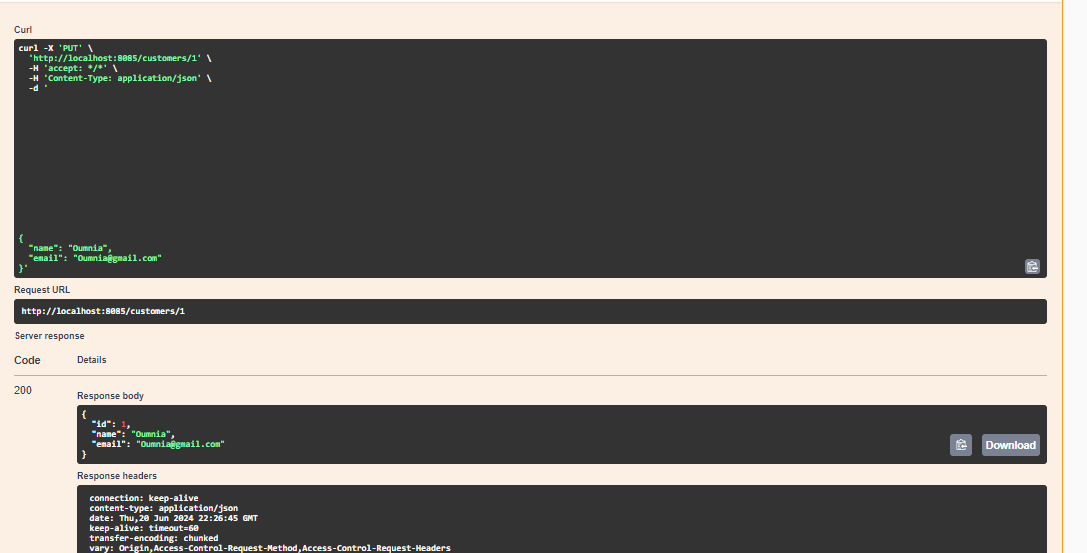 Curl
curl -X 'PUT' \
'http://localhost:8085/customers/1' \
-H 'accept: */*' \
-H 'Content-Type: application/json' \
-d '
{
"name": "Oumnia",
"email": "Oumnia@gmail.com"
}'
Request URL
http://localhost:8085/customers/1
Server response
Code Details
200
Response body
{
"id": 1,
"name": "Oumnia",
"email": "Oumnia@gmail.com"
}
Download
Response headers
connection: keep-alive
content-type: application/json
date: Thu,20 Jun 2024 22:26:45 GMT
keep-alive: timeout=60
transfer-encoding: chunked
vary: Origin,Access-Control-Request-Method,Access-Control-Request-Headers